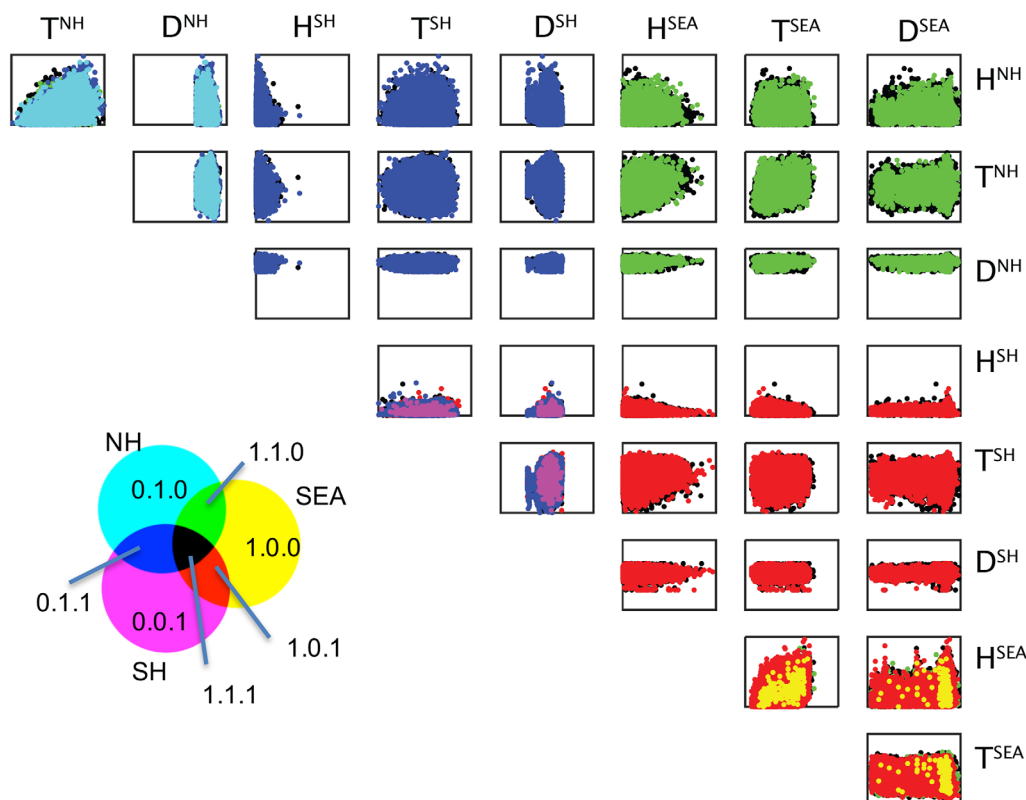 T^NH D^NH H^SH T^SH D^SH H^SEA T^SEA D^SEA
H^NH
T^NH
D^NH
H^SH
T^SH
D^SH
H^SEA
T^SEA
NH
1.1.0
SEA
0.1.0
1.0.0
0.1.1
0.0.1
1.0.1
SH
1.1.1